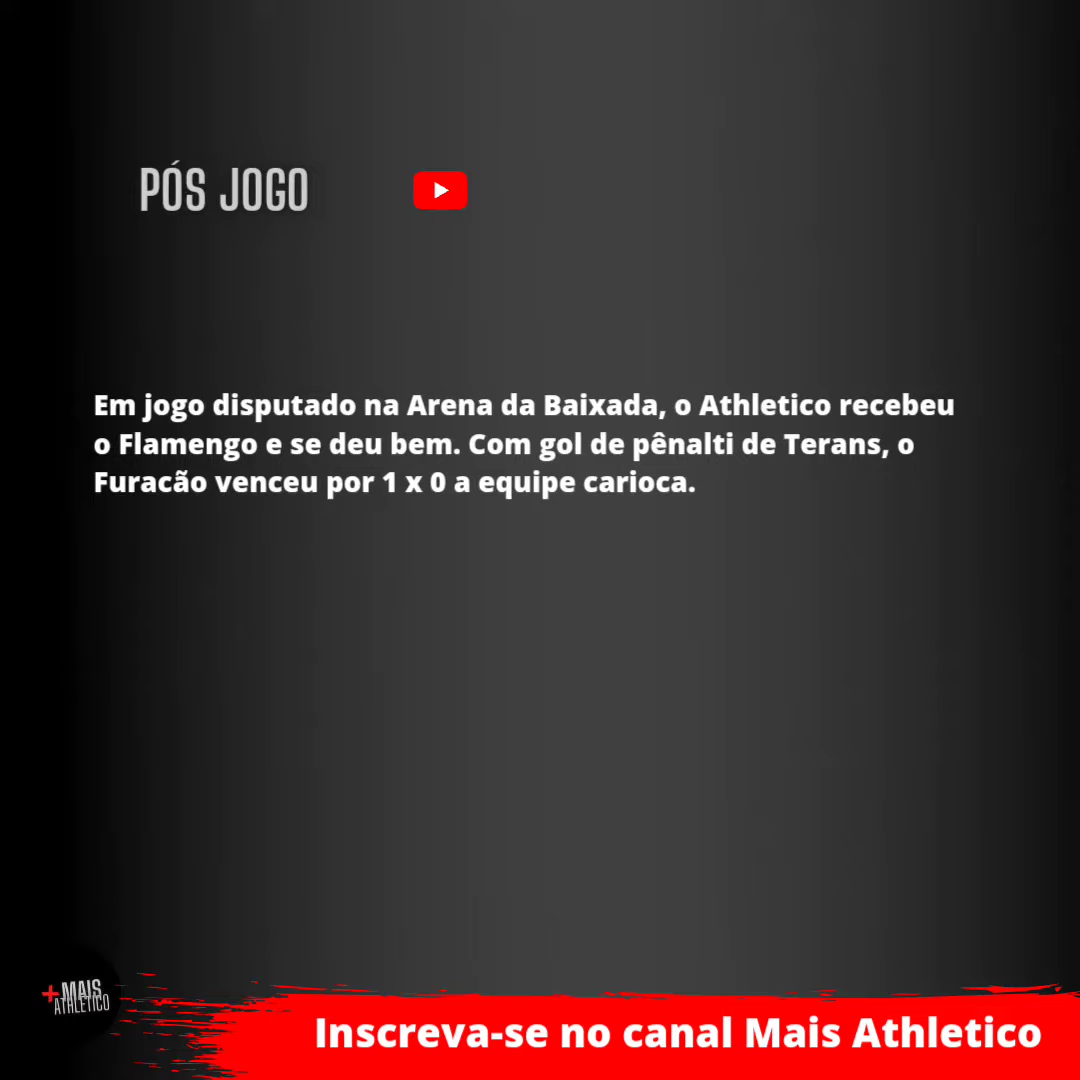 PÓS JOGO
Em jogo disputado na Arena da Baixada, o Athletico recebeu
o Flamengo e se deu bem. Com gol de pênalti de Terans, o
Furacão venceu por 1 x 0 a equipe carioca.
+MAIS
ATHLETICO
Inscreva-se no canal Mais Athletico